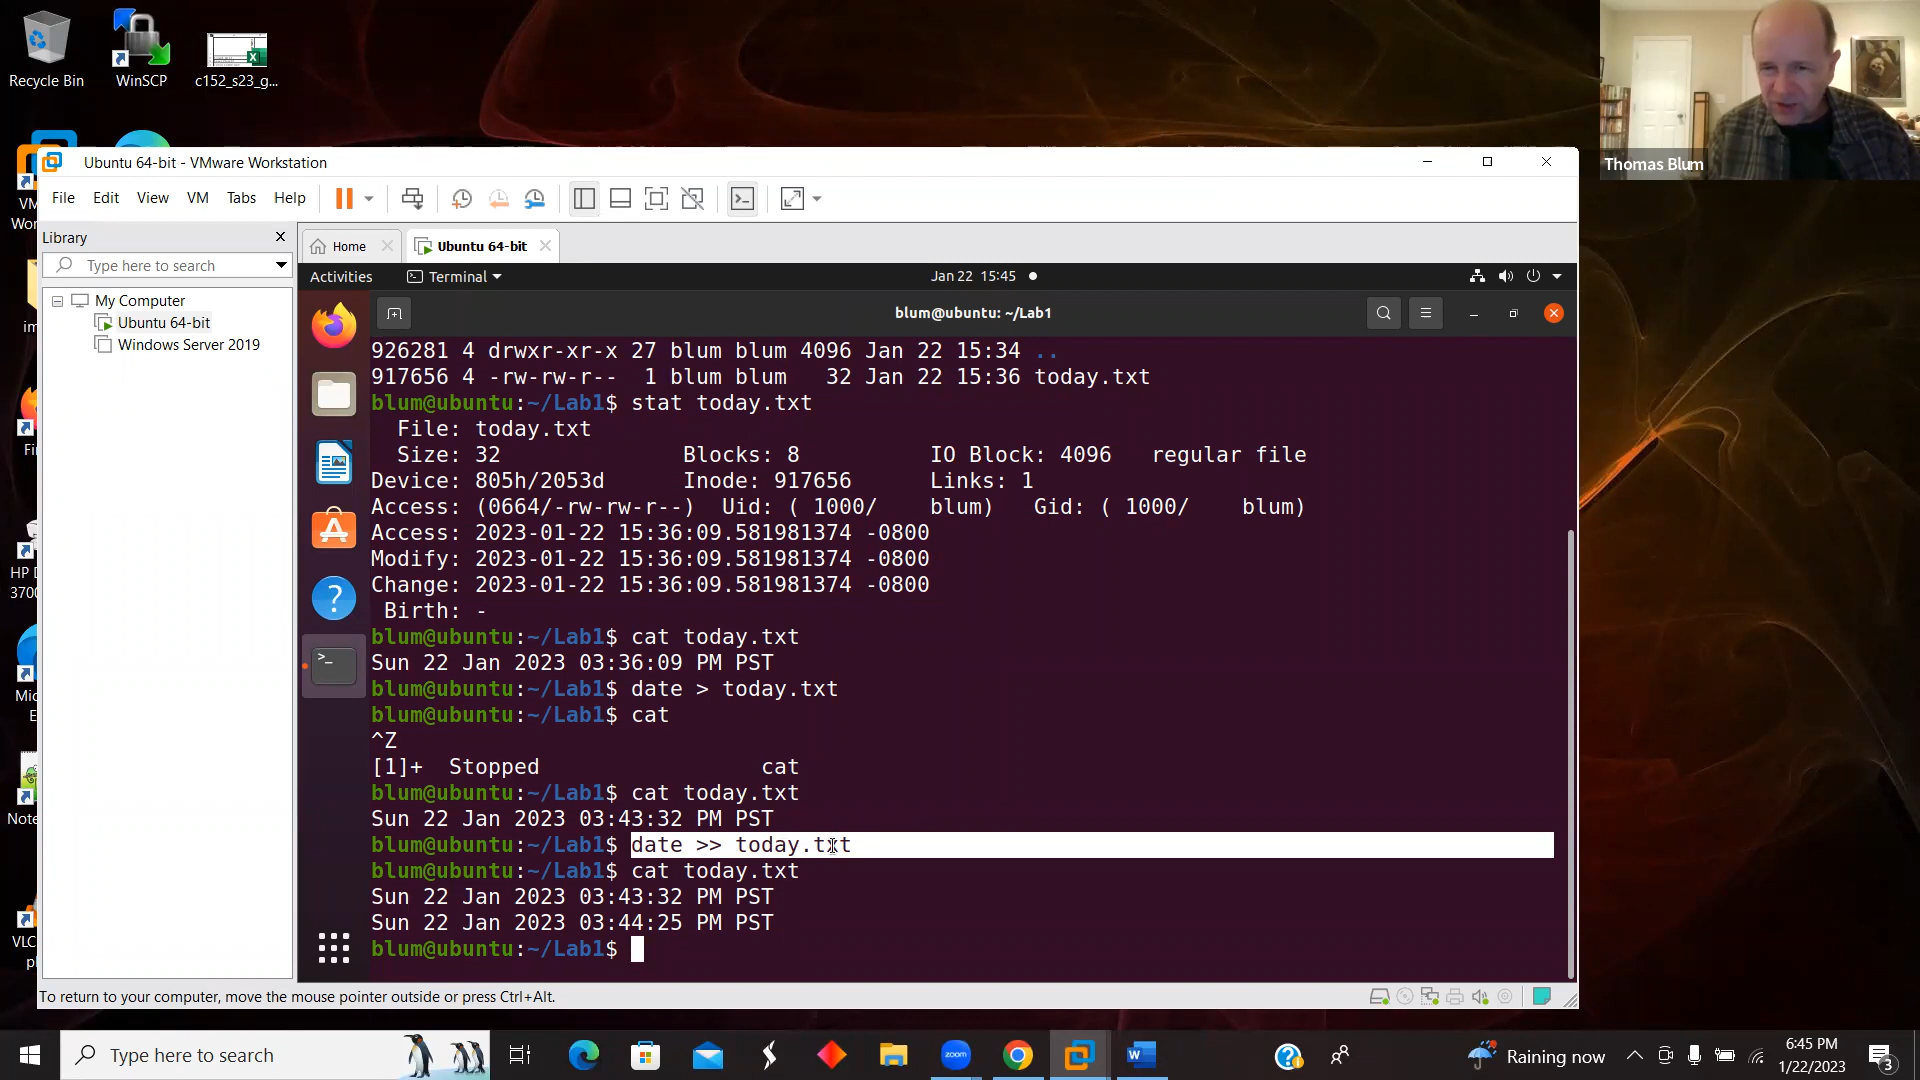 Recycle Bin
WinSCP
c152_s23_g...
Thomas Blum
Ubuntu 64-bit - VMware Workstation
File Edit View VM Tabs Help
Library
Type here to search
My Computer
Ubuntu 64-bit
Windows Server 2019
Home
Ubuntu 64-bit
Activities Terminal Jan 22 15:45
blum@ubuntu: ~/Lab1
926281 4 drwxr-xr-x 27 blum blum 4096 Jan 22 15:34 ..
917656 4 -rw-rw-r-- 1 blum blum 32 Jan 22 15:36 today.txt
blum@ubuntu:~/Lab1$ stat today.txt
File: today.txt
Size: 32 Blocks: 8 IO Block: 4096 regular file
Device: 805h/2053d Inode: 917656 Links: 1
Access: (0664/-rw-rw-r--) Uid: ( 1000/ blum) Gid: ( 1000/ blum)
Access: 2023-01-22 15:36:09.581981374 -0800
Modify: 2023-01-22 15:36:09.581981374 -0800
Change: 2023-01-22 15:36:09.581981374 -0800
Birth: -
blum@ubuntu:~/Lab1$ cat today.txt
Sun 22 Jan 2023 03:36:09 PM PST
blum@ubuntu:~/Lab1$ date > today.txt
blum@ubuntu:~/Lab1$ cat
^Z
[1]+ Stopped cat
blum@ubuntu:~/Lab1$ cat today.txt
Sun 22 Jan 2023 03:43:32 PM PST
blum@ubuntu:~/Lab1$ date >> today.txt
blum@ubuntu:~/Lab1$ cat today.txt
Sun 22 Jan 2023 03:43:32 PM PST
Sun 22 Jan 2023 03:44:25 PM PST
blum@ubuntu:~/Lab1$
To return to your computer, move the mouse pointer outside or press Ctrl+Alt.
VM
Wor
im
Fir
HP D
3700
Mic
E
Note
VLC
pl
Type here to search
zoom
Raining now
6:45 PM
1/22/2023
3